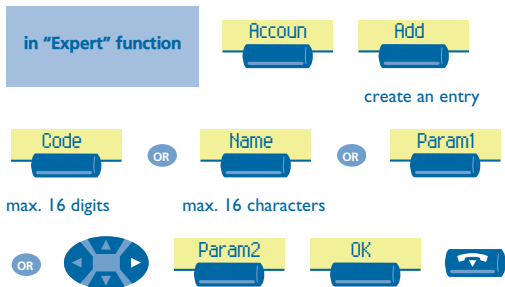 in "Expert" function
Accoun
Add
create an entry
Code
OR
Name
OR
Param1
max. 16 digits
max. 16 characters
OR
Param2
OK